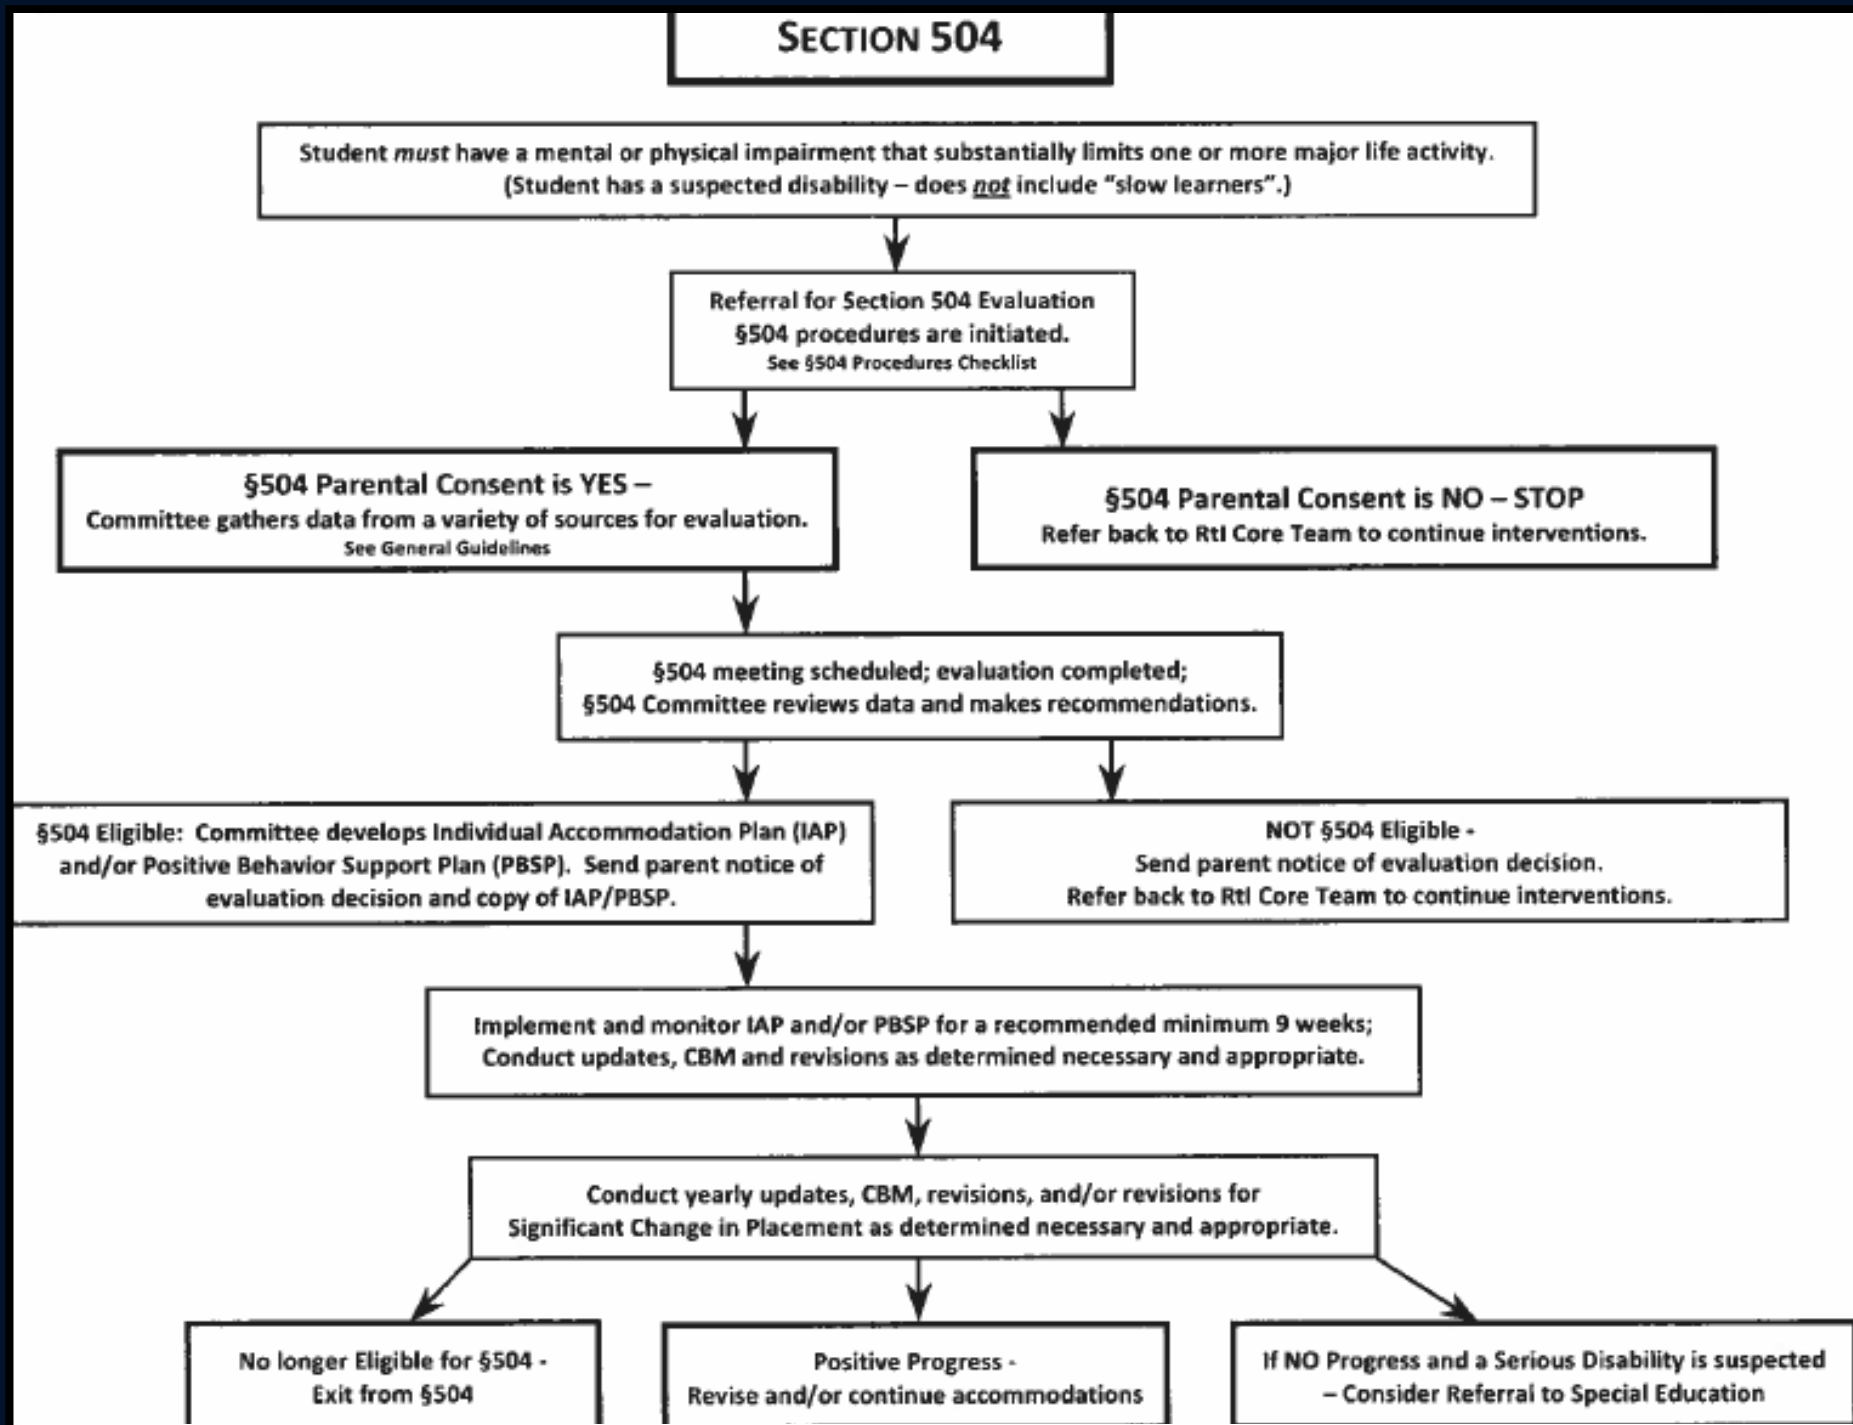 SECTION 504
Student must have a mental or physical impairment that substantially limits one or more major life activity.
(Student has a suspected disability – does not include “slow learners”.)
Referral for Section 504 Evaluation
§504 procedures are initiated.
See §504 Procedures Checklist
§504 Parental Consent is YES –
Committee gathers data from a variety of sources for evaluation.
See General Guidelines
§504 Parental Consent is NO – STOP
Refer back to RtI Core Team to continue interventions.
§504 meeting scheduled; evaluation completed;
§504 Committee reviews data and makes recommendations.
§504 Eligible: Committee develops Individual Accommodation Plan (IAP)
and/or Positive Behavior Support Plan (PBSP). Send parent notice of
evaluation decision and copy of IAP/PBSP.
NOT §504 Eligible -
Send parent notice of evaluation decision.
Refer back to RtI Core Team to continue interventions.
Implement and monitor IAP and/or PBSP for a recommended minimum 9 weeks;
Conduct updates, CBM and revisions as determined necessary and appropriate.
Conduct yearly updates, CBM, revisions, and/or revisions for
Significant Change in Placement as determined necessary and appropriate.
No longer Eligible for §504 -
Exit from §504
Positive Progress -
Revise and/or continue accommodations
If NO Progress and a Serious Disability is suspected
– Consider Referral to Special Education